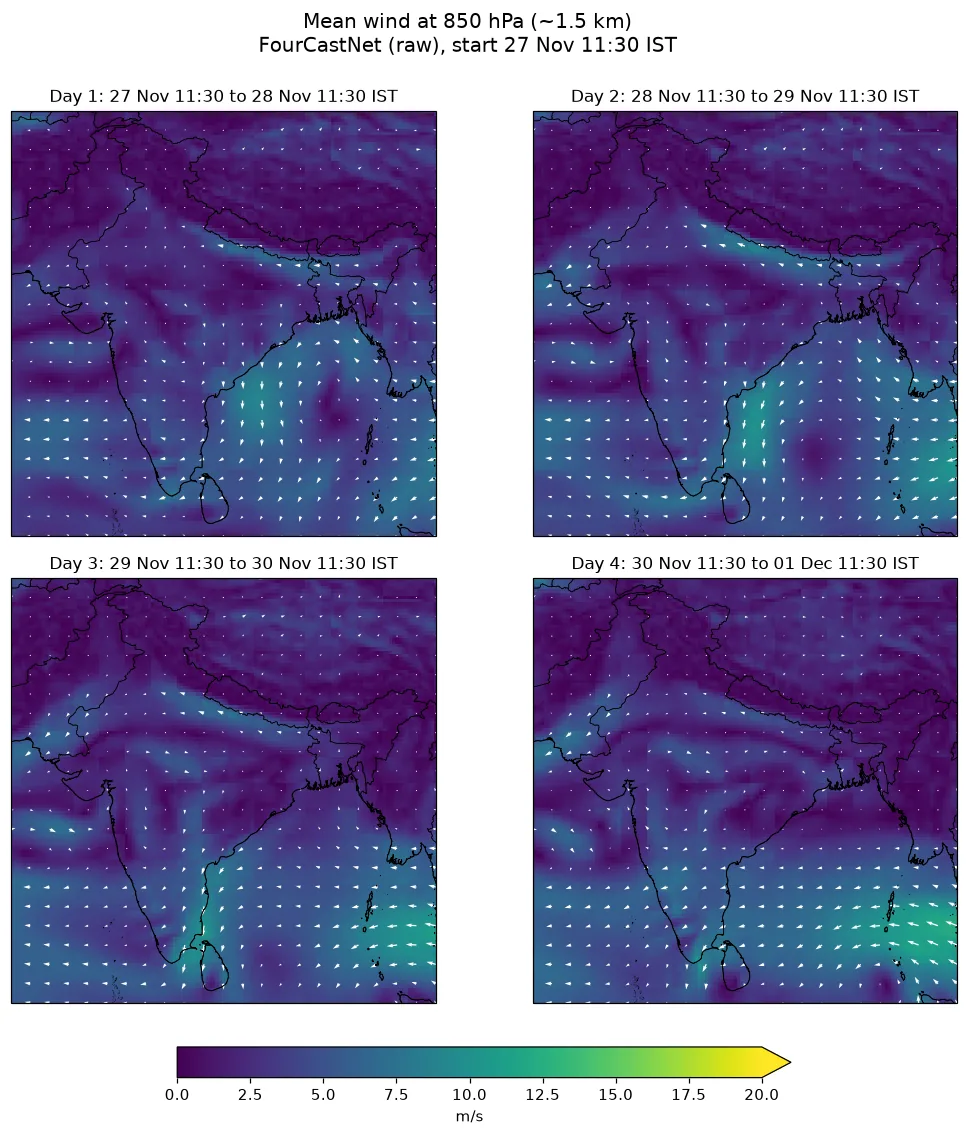 Mean wind at 850 hPa (~1.5 km)
FourCastNet (raw), start 27 Nov 11:30 IST
Day 1: 27 Nov 11:30 to 28 Nov 11:30 IST
Day 2: 28 Nov 11:30 to 29 Nov 11:30 IST
Day 3: 29 Nov 11:30 to 30 Nov 11:30 IST
Day 4: 30 Nov 11:30 to 01 Dec 11:30 IST
0.0 2.5 5.0 7.5 10.0 12.5 15.0 17.5 20.0
m/s